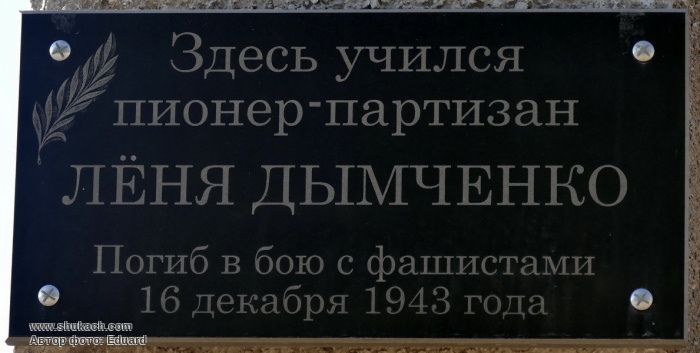 Здесь учился
пионер-партизан
ЛЁНЯ ДЫМЧЕНКО
Погиб в бою с фашистами
16 декабря 1943 года
www.shukach.com
Автор фото: Eduard